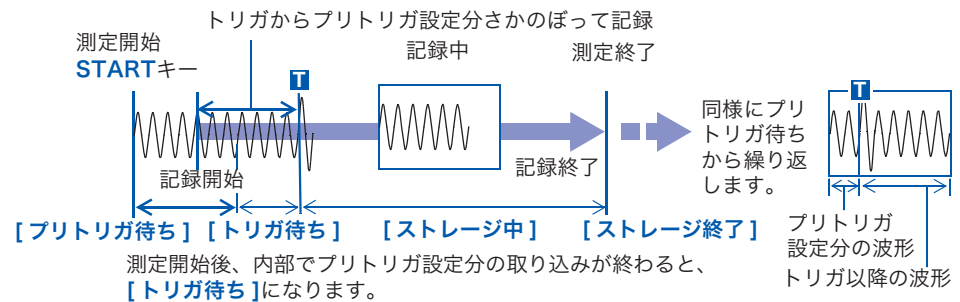 トリガからプリトリガ設定分さかのぼって記録
測定開始
STARTキー
T
記録中
測定終了
記録開始
記録終了
同様にプリ
トリガ待ち
から繰り返
します。
T
[プリトリガ待ち]
[トリガ待ち]
[ストレージ中]
[ストレージ終了]
プリトリガ
設定分の波形
トリガ以降の波形
測定開始後、内部でプリトリガ設定分の取り込みが終わると、
[トリガ待ち]になります。